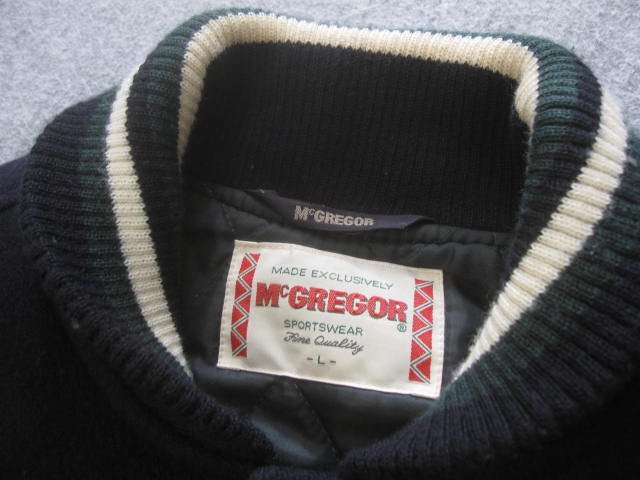 McGREGOR
MADE EXCLUSIVELY
McGREGOR®
SPORTSWEAR
Fine Quality
- L -